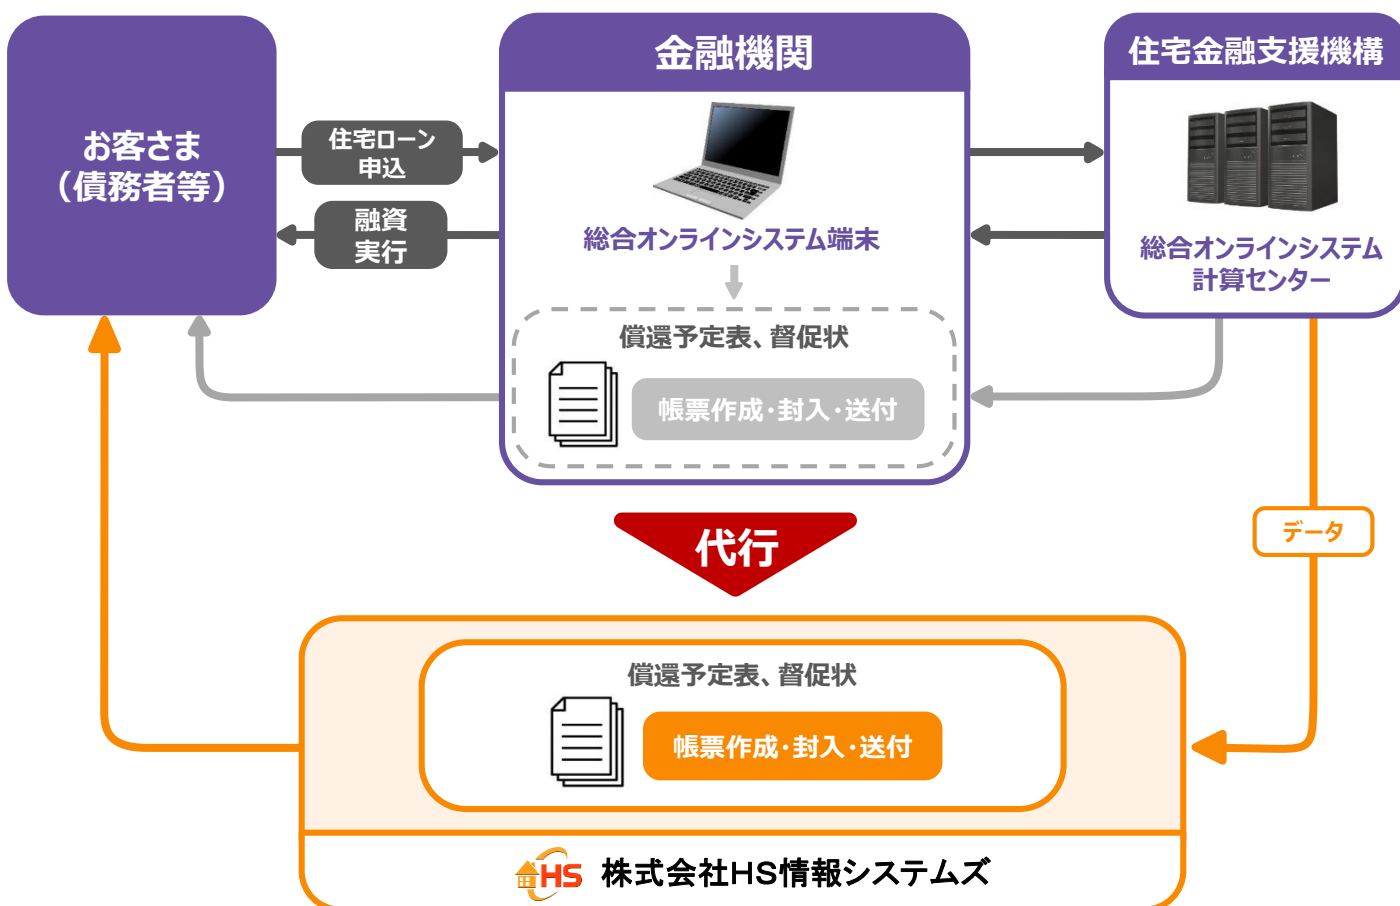 お客さま
（債務者等）
住宅ローン
申込
融資
実行
金融機関
総合オンラインシステム端末
償還予定表、督促状
帳票作成・封入・送付
住宅金融支援機構
総合オンラインシステム
計算センター
代行
データ
償還予定表、督促状
帳票作成・封入・送付
HS 株式会社HS情報システムズ